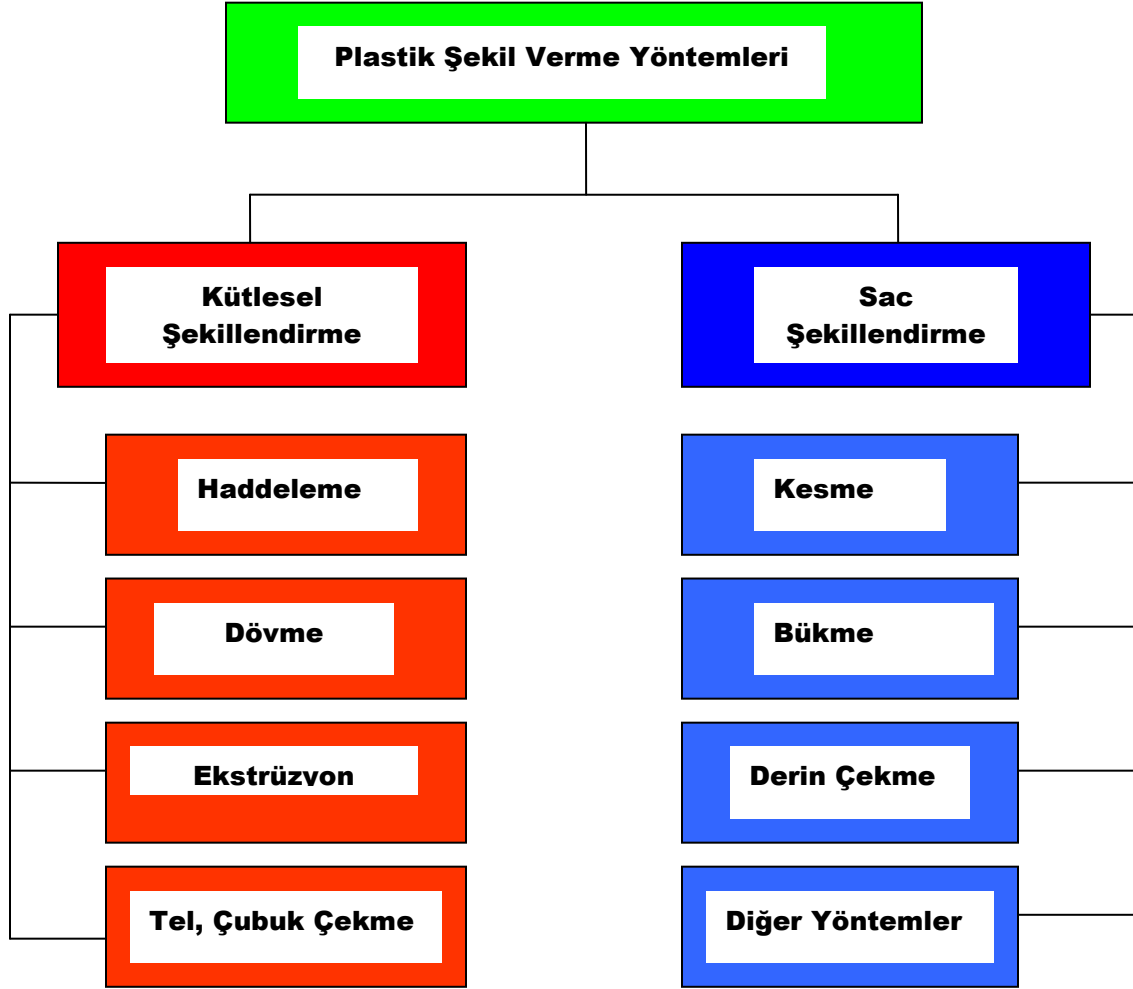 Plastik Şekil Verme Yöntemleri
Kütlesel
Şekillendirme
Sac
Şekillendirme
Haddeleme
Kesme
Dövme
Bükme
Ekstrüzyon
Derin Çekme
Tel, Çubuk Çekme
Diğer Yöntemler